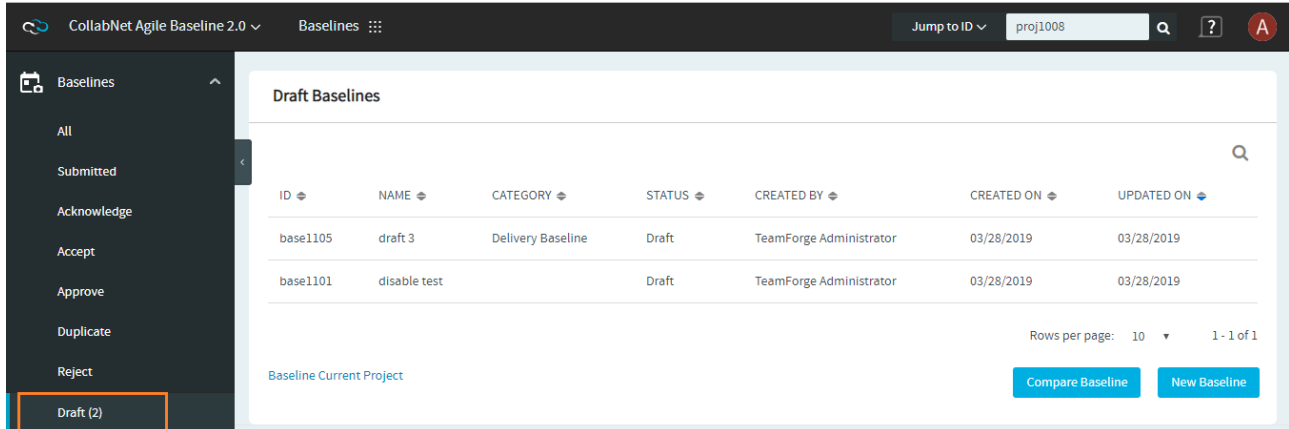 CollabNet Agile Baseline 2.0 Baselines Jump to ID proj1008 ? A
Baselines
All
Submitted
Acknowledge
Accept
Approve
Duplicate
Reject
Draft (2)
Draft Baselines
ID NAME CATEGORY STATUS CREATED BY CREATED ON UPDATED ON
base1105 draft 3 Delivery Baseline Draft TeamForge Administrator 03/28/2019 03/28/2019
base1101 disable test Draft TeamForge Administrator 03/28/2019 03/28/2019
Rows per page: 10 1 - 1 of 1
Baseline Current Project Compare Baseline New Baseline